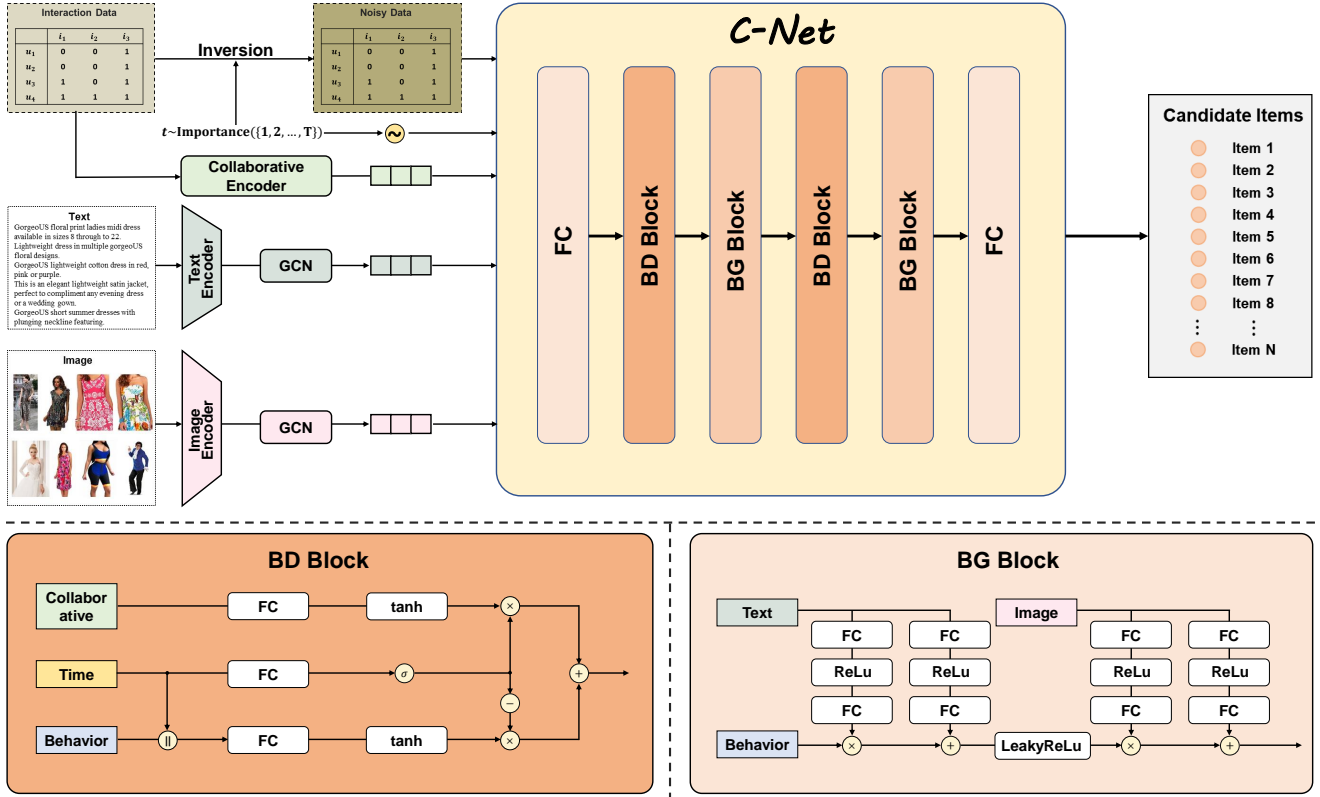 Interaction Data
i₁ i₂ i₃
u₁ 0 0 1
u₂ 0 0 1
u₃ 1 0 1
u₄ 1 1 1
Inversion
Noisy Data
i₁ i₂ i₃
u₁ 0 0 1
u₂ 0 0 1
u₃ 1 0 1
u₄ 1 1 1
t~Importance({1, 2, …, T})
~
Collaborative
Encoder
Text
GorgeoUS floral print ladies midi dress
available in sizes 8 through to 22.
Lightweight dress in multiple gorgeoUS
floral designs.
GorgeoUS lightweight cotton dress in red,
pink or purple.
This is an elegant lightweight satin jacket,
perfect to compliment any evening dress
or a wedding gown.
GorgeoUS short summer dresses with
plunging neckline featuring.
Text
Encoder
GCN
Image
Image
Encoder
GCN
C-Net
FC
BD Block
BG Block
BD Block
BG Block
FC
Candidate Items
Item 1
Item 2
Item 3
Item 4
Item 5
Item 6
Item 7
Item 8
⋮ ⋮
Item N
BD Block
Collabor
ative
FC
tanh
×
Time
FC
σ
+
−
Behavior
||
FC
tanh
×
BG Block
Text
Image
FC FC FC FC
ReLu ReLu ReLu ReLu
FC FC FC FC
Behavior
× + LeakyReLu × +